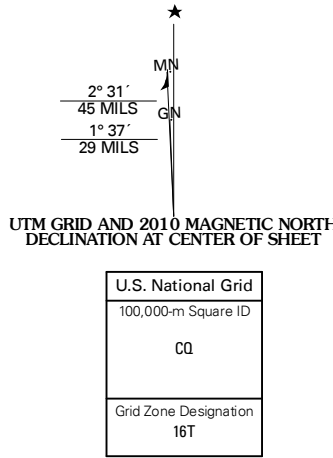 ★
MN
2° 31´
45 MILS
GN
1° 37´
29 MILS
UTM GRID AND 2010 MAGNETIC NORTH
DECLINATION AT CENTER OF SHEET
U.S. National Grid
100,000-m Square ID
CQ
Grid Zone Designation
16T